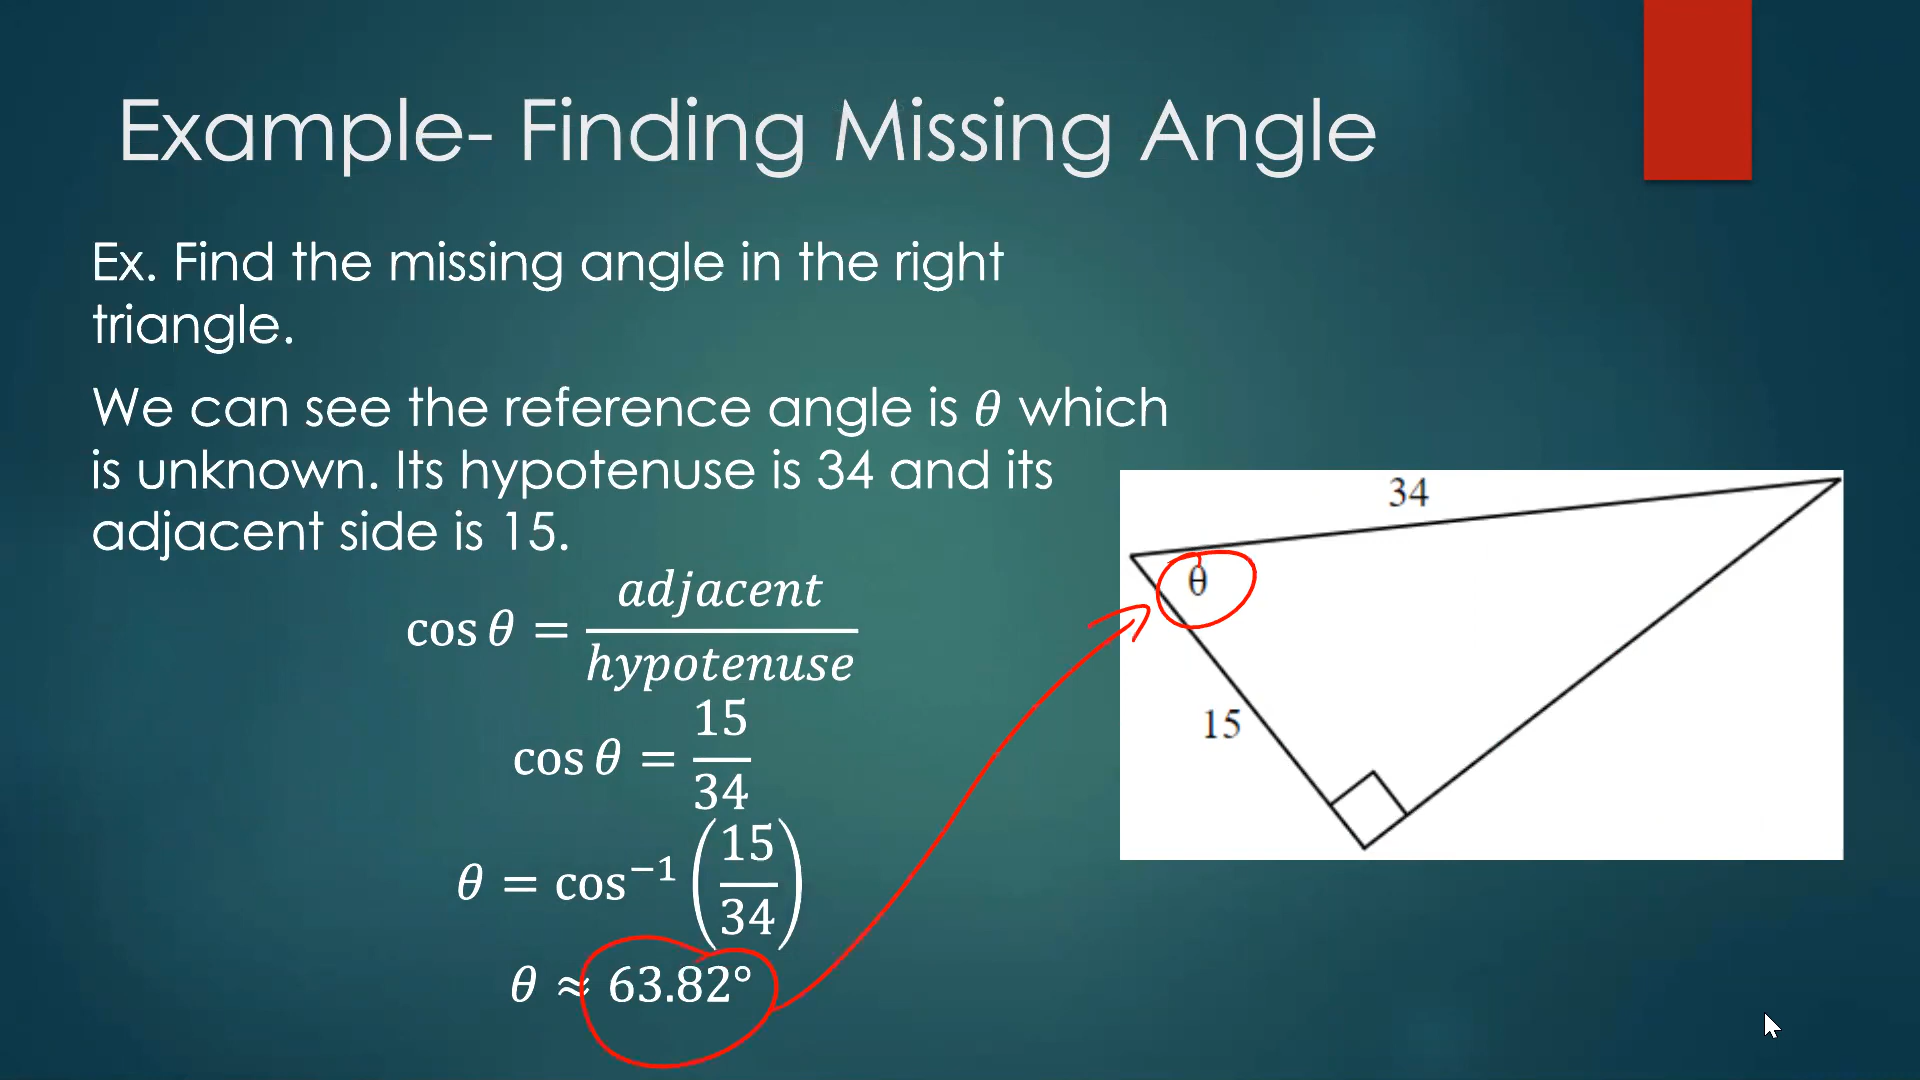 Example- Finding Missing Angle
Ex. Find the missing angle in the right
triangle.
We can see the reference angle is θ which
is unknown. Its hypotenuse is 34 and its
adjacent side is 15.
cos θ = adjacent/hypotenuse
cos θ = 15/34
θ = cos⁻¹(15/34)
θ ≈ 63.82°
34
θ
15